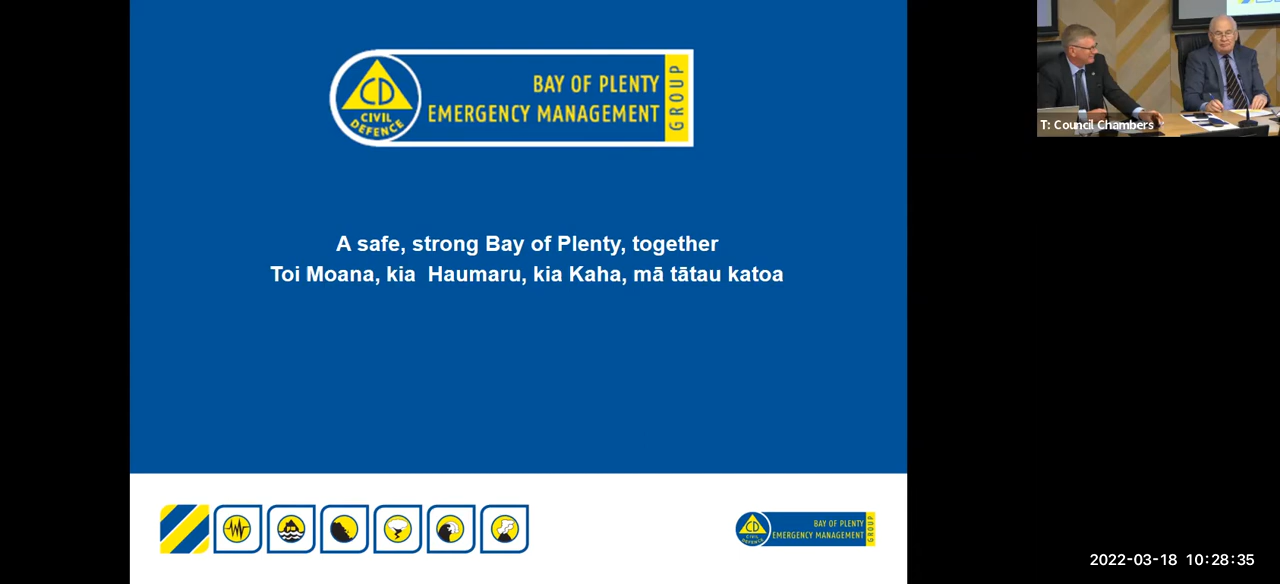 BAY OF PLENTY
EMERGENCY MANAGEMENT
GROUP
CD
CIVIL
DEFENCE
T: Council Chambers
A safe, strong Bay of Plenty, together
Toi Moana, kia  Haumaru, kia Kaha, mā tātau katoa
CD
CIVIL
DEFENCE
BAY OF PLENTY
EMERGENCY MANAGEMENT
GROUP
2022-03-18 10:28:35